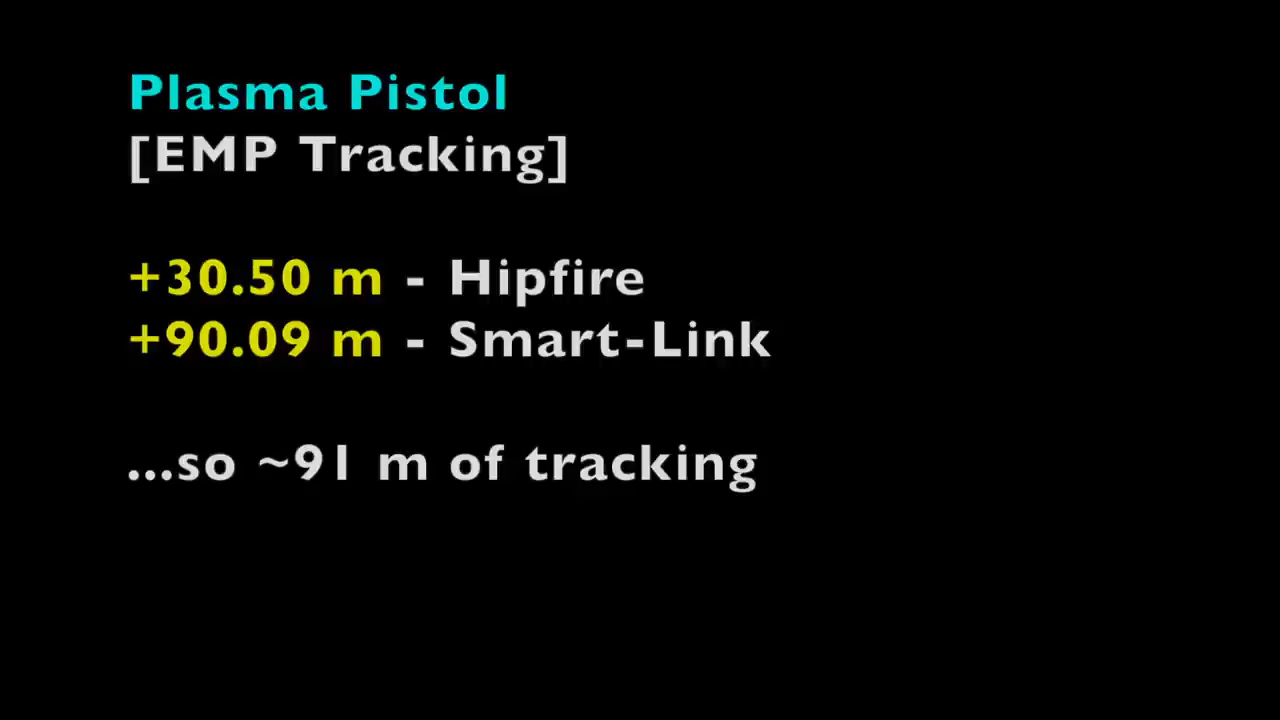 Plasma Pistol
[EMP Tracking]
+30.50 m - Hipfire
+90.09 m - Smart-Link
...so ~91 m of tracking